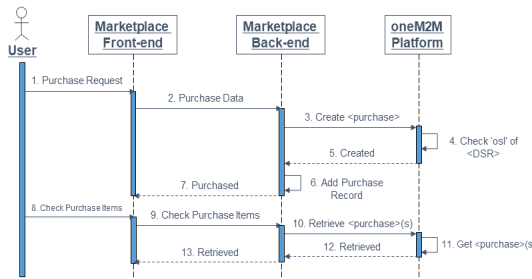 Marketplace
Front-end
Marketplace
Back-end
oneM2M
Platform
User
1. Purchase Request
2. Purchase Data
3. Create <purchase>
4. Check 'osl' of
<DSR>
5. Created
6. Add Purchase
Record
7. Purchased
8. Check Purchase Items
9. Check Purchase Items
10. Retrieve <purchase>(s)
11. Get <purchase>(s
12. Retrieved
13. Retrieved